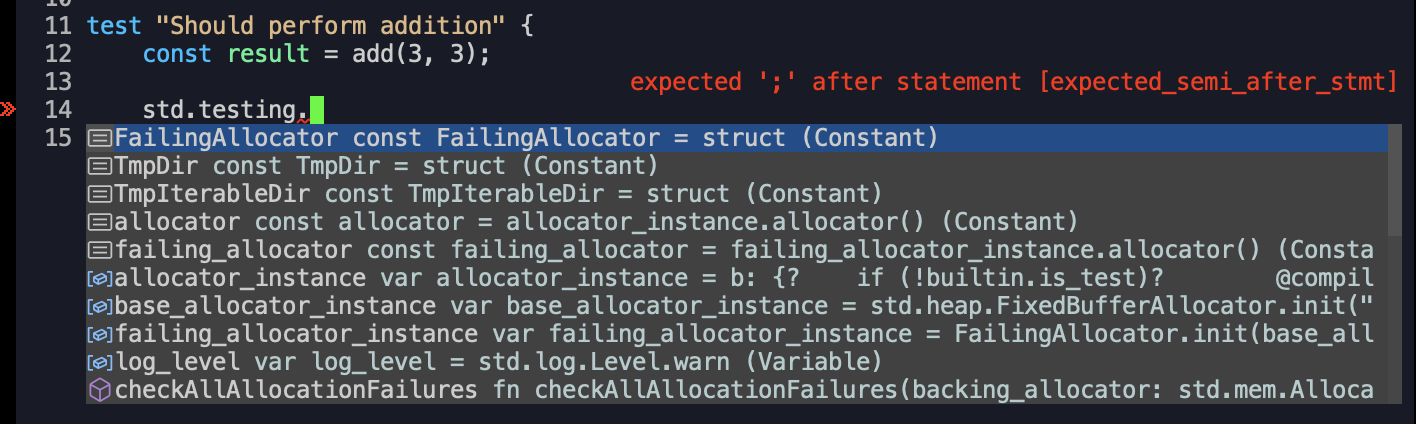 10
11 test "Should perform addition" {
12 const result = add(3, 3);
13 expected ';' after statement [expected_semi_after_stmt]
14 std.testing.
15 FailingAllocator const FailingAllocator = struct (Constant)
TmpDir const TmpDir = struct (Constant)
TmpIterableDir const TmpIterableDir = struct (Constant)
allocator const allocator = allocator_instance.allocator() (Constant)
failing_allocator const failing_allocator = failing_allocator_instance.allocator() (Consta
allocator_instance var allocator_instance = b: {? if (!builtin.is_test)? @compil
base_allocator_instance var base_allocator_instance = std.heap.FixedBufferAllocator.init("
failing_allocator_instance var failing_allocator_instance = FailingAllocator.init(base_all
log_level var log_level = std.log.Level.warn (Variable)
checkAllAllocationFailures fn checkAllAllocationFailures(backing_allocator: std.mem.Alloca